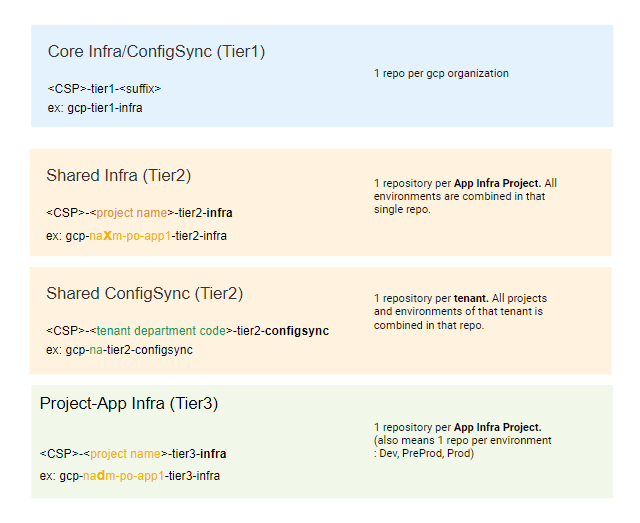 Core Infra/ConfigSync (Tier1)
1 repo per gcp organization
<CSP>-tier1-<suffix>
ex: gcp-tier1-infra
Shared Infra (Tier2)
1 repository per App Infra Project. All
environments are combined in that
single repo.
<CSP>-<project name>-tier2-infra
ex: gcp-naXm-po-app1-tier2-infra
Shared ConfigSync (Tier2)
1 repository per tenant. All projects
and environments of that tenant is
combined in that repo.
<CSP>-<tenant department code>-tier2-configsync
ex: gcp-na-tier2-configsync
Project-App Infra (Tier3)
1 repository per App Infra Project.
(also means 1 repo per environment
: Dev, PreProd, Prod)
<CSP>-<project name>-tier3-infra
ex: gcp-nadm-po-app1-tier3-infra